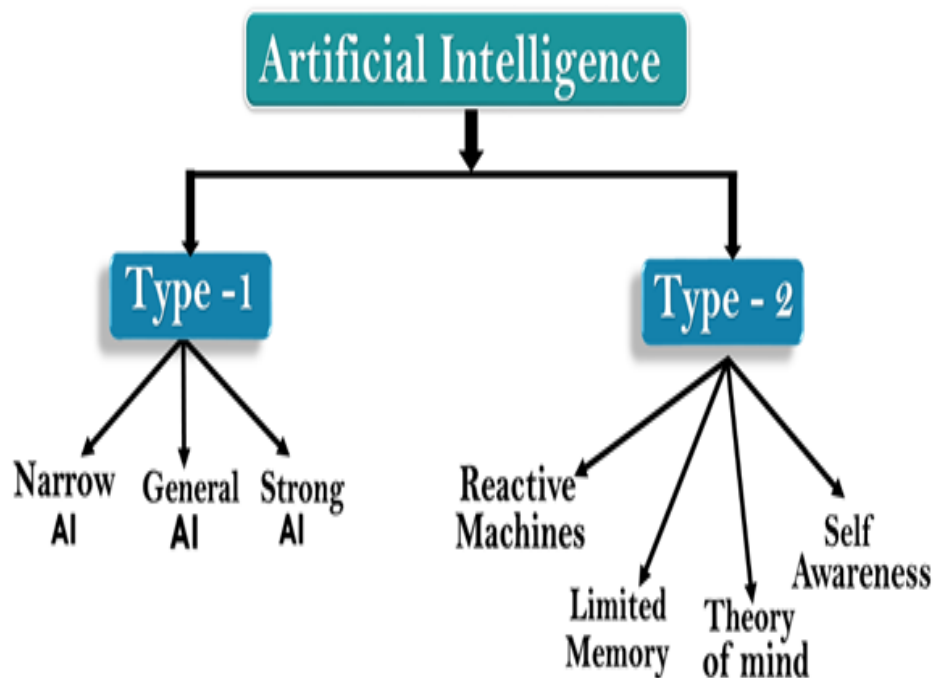 Artificial Intelligence
Type -1
Type - 2
Narrow
AI
General
AI
Strong
AI
Reactive
Machines
Limited
Memory
Theory
of mind
Self
Awareness